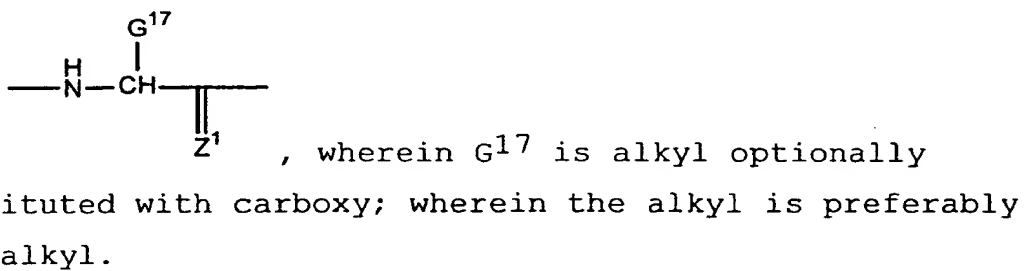 G17
H
N—CH
Z1 , wherein G17 is alkyl optionally
ituted with carboxy; wherein the alkyl is preferably
alkyl.